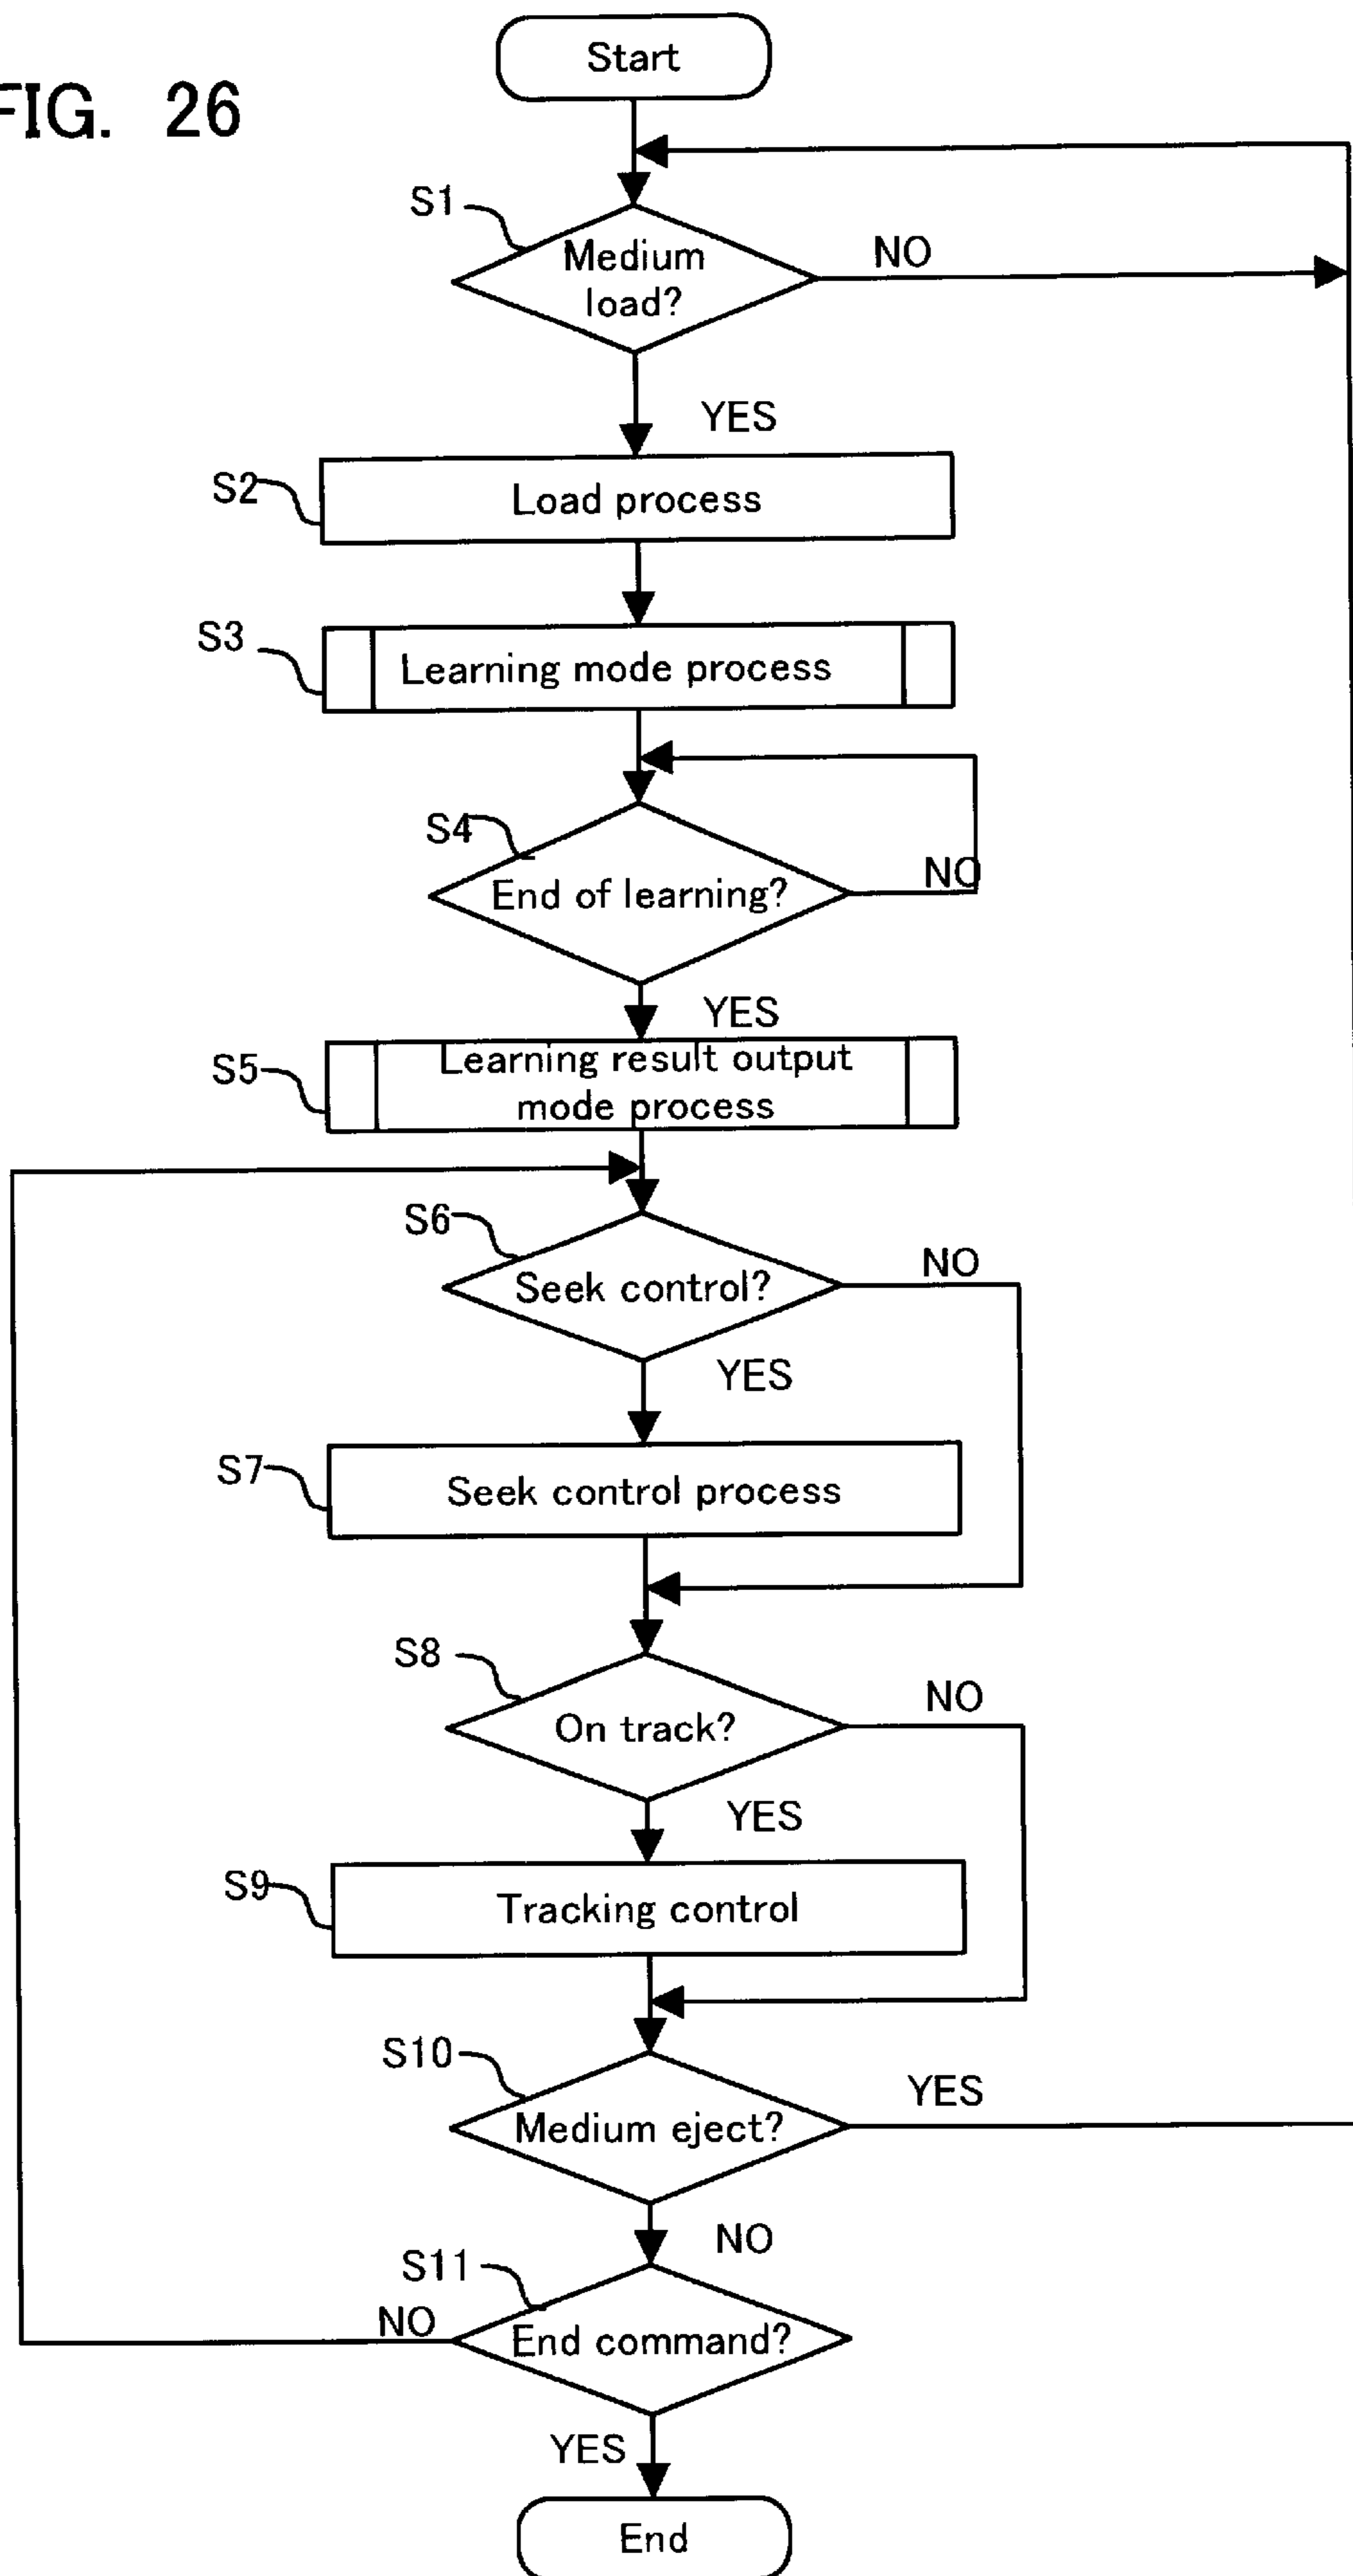 Start
FIG. 26
S1
Medium
load?
NO
YES
S2
Load process
S3
Learning mode process
S4
End of learning?
NO
YES
S5
Learning result output
mode process
S6
Seek control?
NO
YES
S7
Seek control process
S8
On track?
NO
YES
S9
Tracking control
S10
Medium eject?
YES
NO
S11
End command?
NO
YES
End